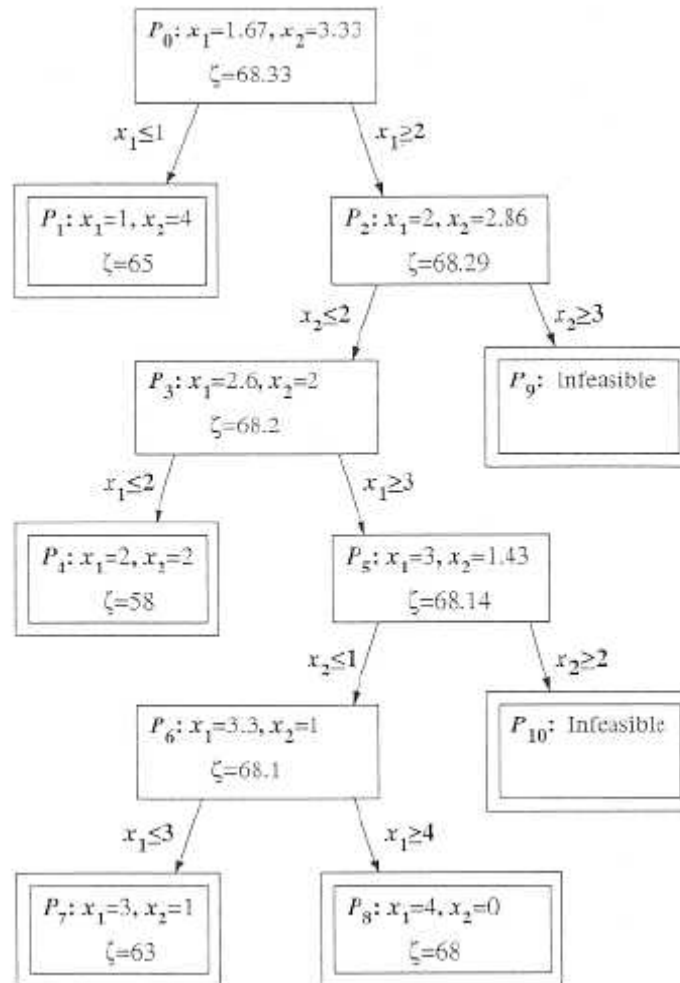 P₀: x₁=1.67, x₂=3.33
ζ=68.33
x₁≤1
x₁≥2
P₁: x₁=1, x₂=4
ζ=65
P₂: x₁=2, x₂=2.86
ζ=68.29
x₂≤2
x₂≥3
P₃: x₁=2.6, x₂=2
ζ=68.2
P₉: Infeasible
x₁≤2
x₁≥3
P₄: x₁=2, x₂=2
ζ=58
P₅: x₁=3, x₂=1.43
ζ=68.14
x₂≤1
x₂≥2
P₆: x₁=3.3, x₂=1
ζ=68.1
P₁₀: Infeasible
x₁≤3
x₁≥4
P₇: x₁=3, x₂=1
ζ=63
P₈: x₁=4, x₂=0
ζ=68